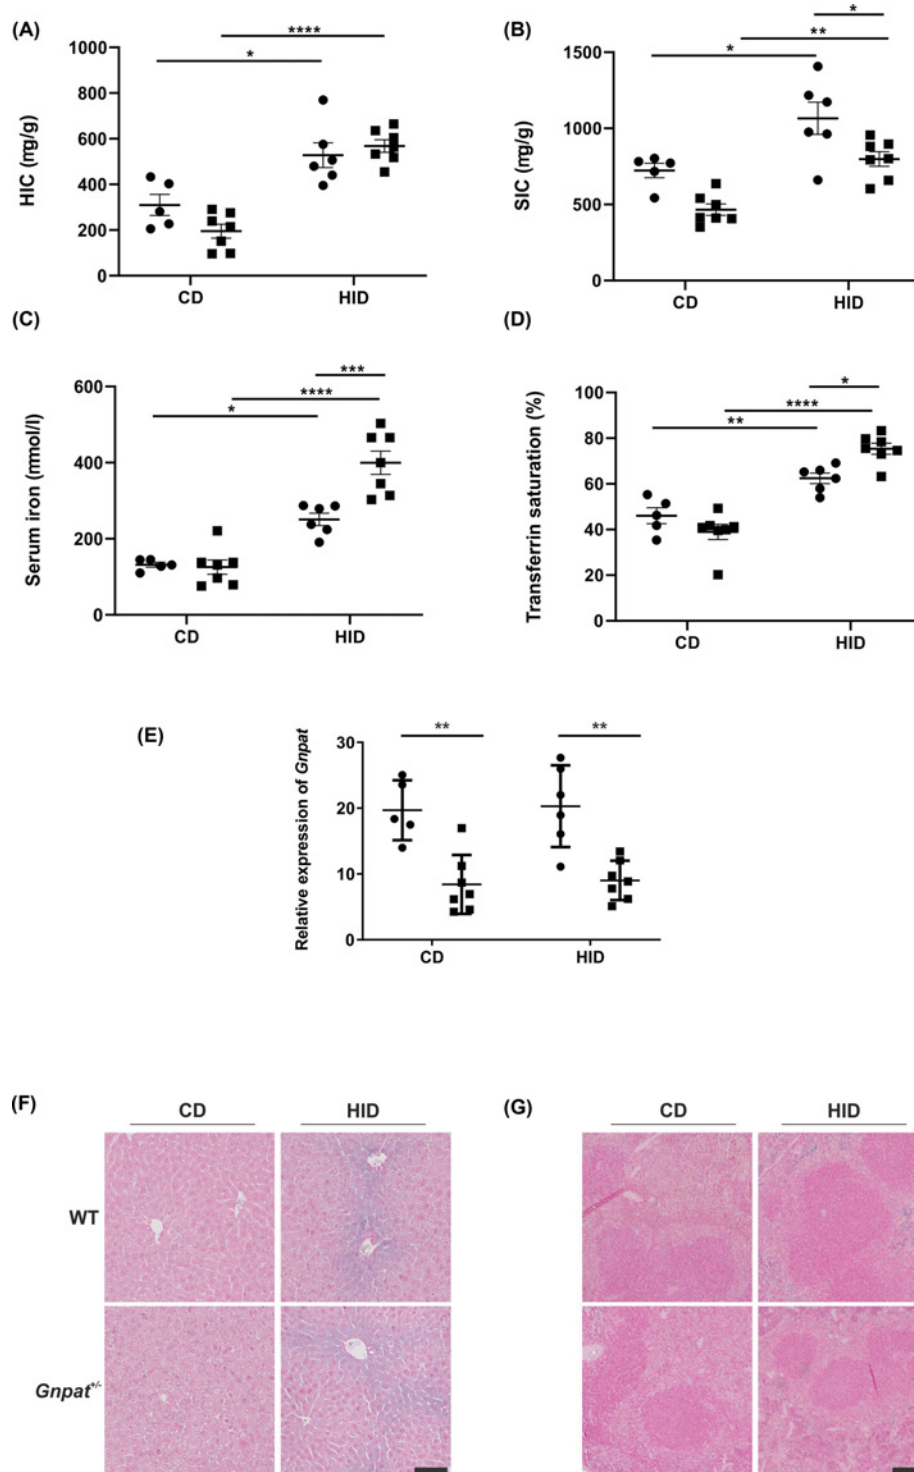 (A)
****
*
1000
800
600
400
200
0
HIC (mg/g)
CD HID
(B)
*
**
*
1500
1000
500
0
SIC (mg/g)
CD HID
(C)
***
****
*
600
400
200
0
Serum iron (mmol/l)
CD HID
(D)
*
****
**
100
80
60
40
20
0
Transferrin saturation (%)
CD HID
(E)
** **
30
20
10
0
Relative expression of Gnpat
CD HID
(F)
CD HID
WT
Gnpat+/-
(G)
CD HID